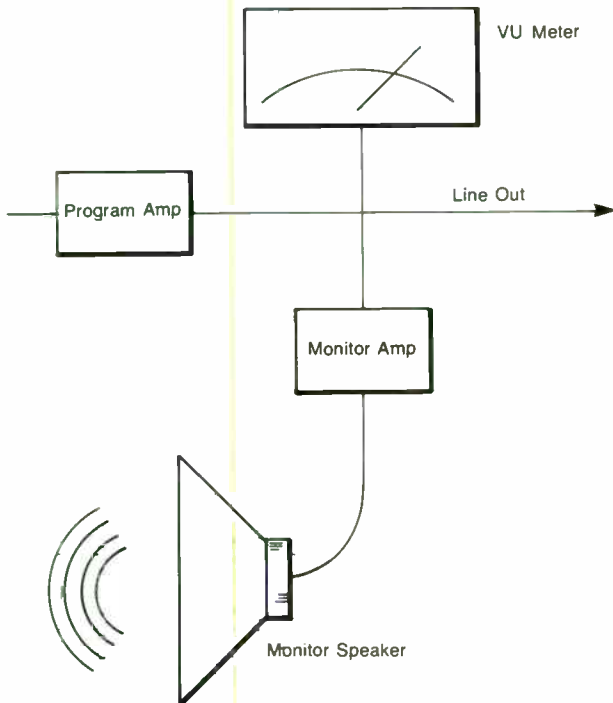 VU Meter
Program Amp
Line Out
Monitor Amp
Monitor Speaker